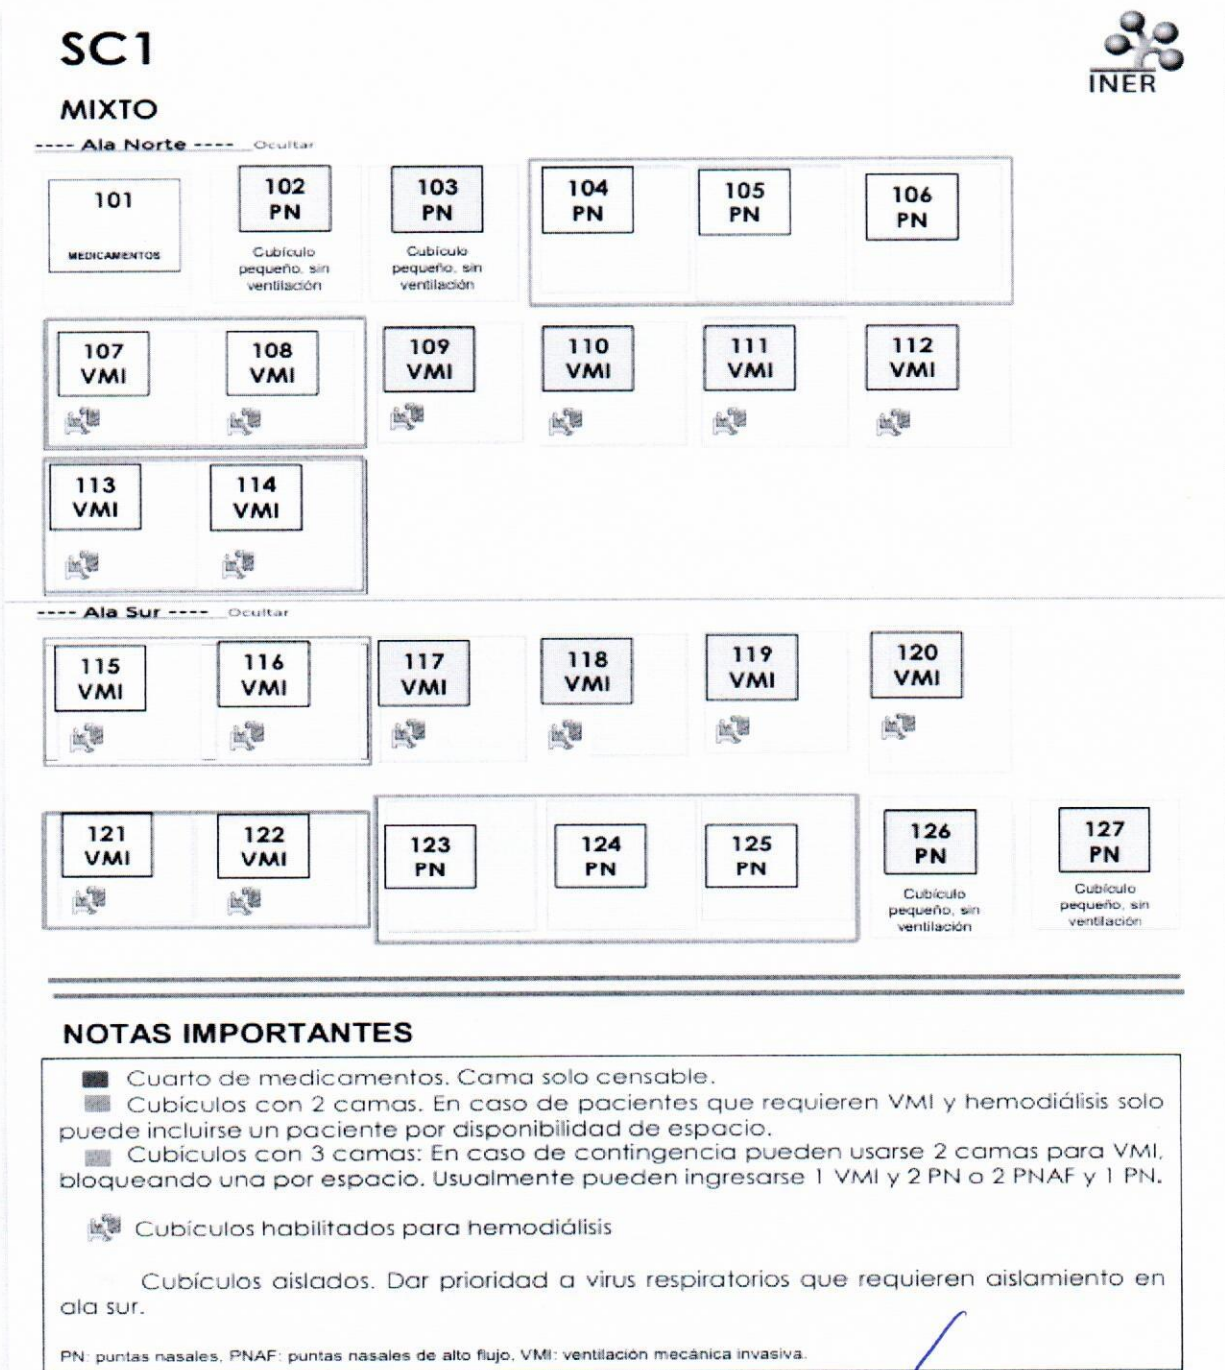 SC1
INER
MIXTO
---- Ala Norte ---- Ocultar
101
MEDICAMENTOS
102
PN
Cubículo
pequeño, sin
ventilación
103
PN
Cubículo
pequeño, sin
ventilación
104
PN
105
PN
106
PN
107
VMI
108
VMI
109
VMI
110
VMI
111
VMI
112
VMI
113
VMI
114
VMI
---- Ala Sur ---- Ocultar
115
VMI
116
VMI
117
VMI
118
VMI
119
VMI
120
VMI
121
VMI
122
VMI
123
PN
124
PN
125
PN
126
PN
Cubículo
pequeño, sin
ventilación
127
PN
Cubículo
pequeño, sin
ventilación
NOTAS IMPORTANTES
Cuarto de medicamentos. Cama solo censable.
Cubículos con 2 camas. En caso de pacientes que requieren VMI y hemodiálisis solo
puede incluirse un paciente por disponibilidad de espacio.
Cubículos con 3 camas: En caso de contingencia pueden usarse 2 camas para VMI,
bloqueando una por espacio. Usualmente pueden ingresarse 1 VMI y 2 PN o 2 PNAF y 1 PN.
Cubículos habilitados para hemodiálisis
Cubículos aislados. Dar prioridad a virus respiratorios que requieren aislamiento en
ala sur.
PN: puntas nasales, PNAF: puntas nasales de alto flujo, VMI: ventilación mecánica invasiva.